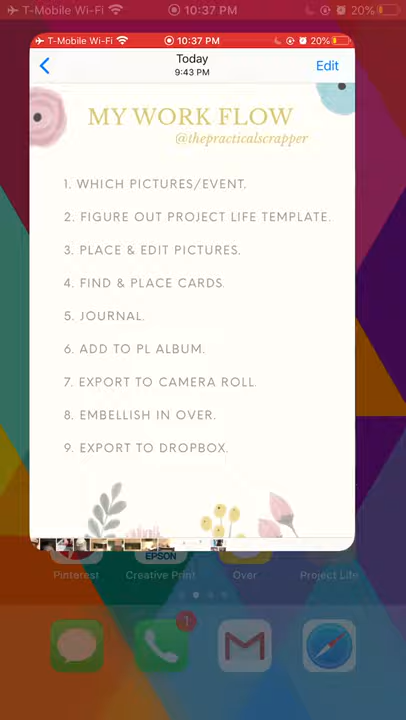 T-Mobile Wi-Fi 10:37 PM 20%
T-Mobile Wi-Fi 10:37 PM 20%
Today
9:43 PM
Edit
MY WORK FLOW
@thepracticalscrapper
1. WHICH PICTURES/EVENT.
2. FIGURE OUT PROJECT LIFE TEMPLATE.
3. PLACE & EDIT PICTURES.
4. FIND & PLACE CARDS.
5. JOURNAL.
6. ADD TO PL ALBUM.
7. EXPORT TO CAMERA ROLL.
8. EMBELLISH IN OVER.
9. EXPORT TO DROPBOX.
EPSON
Pinterest Creative Print Over Project Life
1